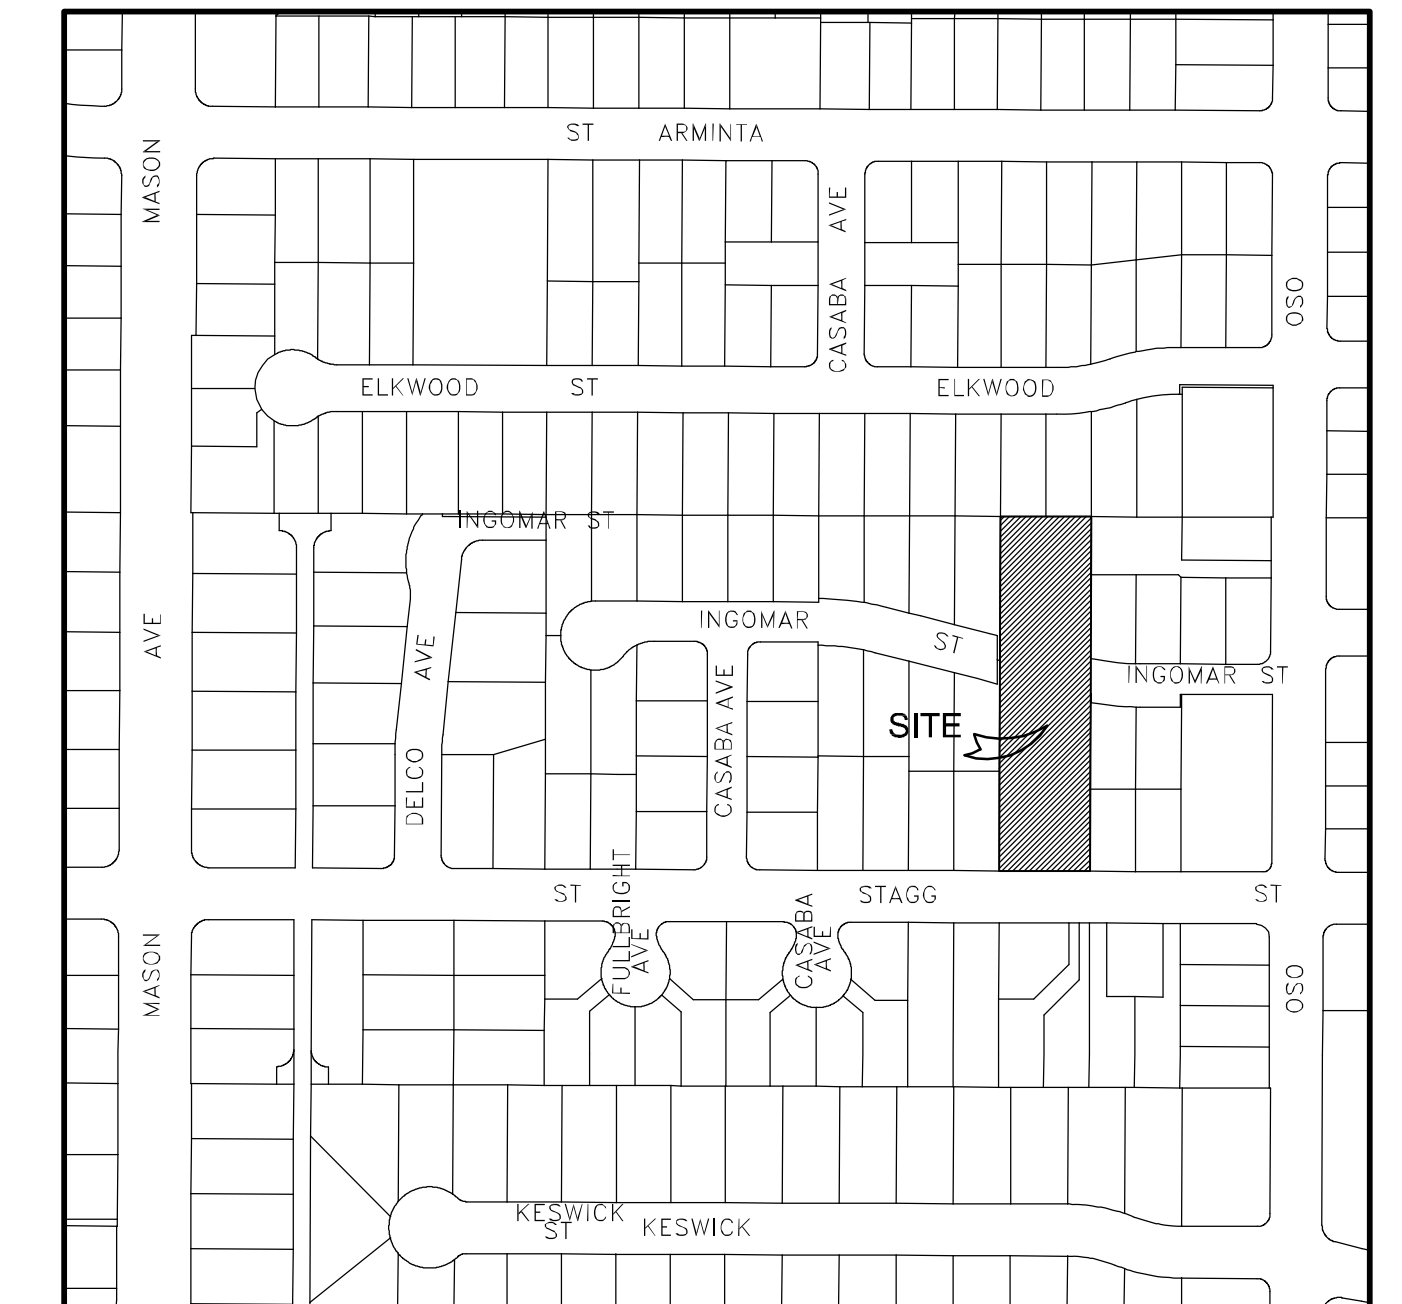 ST ARMINTA
MASON
CASABA AVE
OSO
ELKWOOD ST
ELKWOOD
INGOMAR ST
AVE
INGOMAR
ST
DELCO AVE
CASABA AVE
INGOMAR ST
SITE
ST
STAGG
ST
FULLBRIGHT
AVE
CASABA
AVE
MASON
OSO
KESWICK
ST
KESWICK